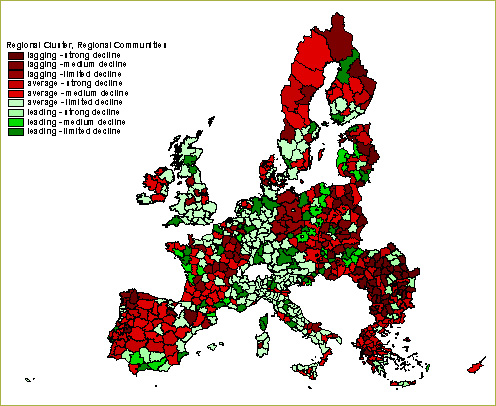 Regional Cluster, Regional Communities
lagging - strong decline
lagging - medium decline
lagging - limited decline
average - strong decline
average - medium decline
average - limited decline
leading - strong decline
leading - medium decline
leading - limited decline